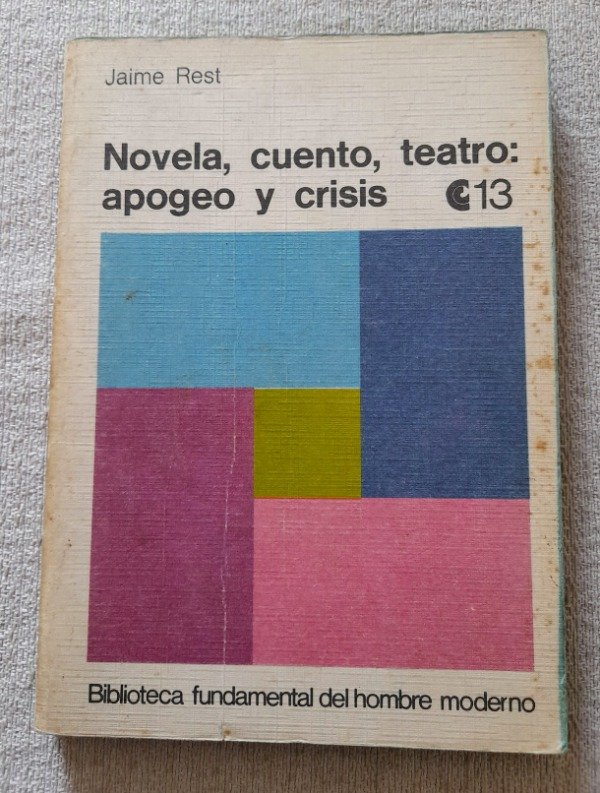 Jaime Rest
Novela, cuento, teatro:
apogeo y crisis 13
Biblioteca fundamental del hombre moderno